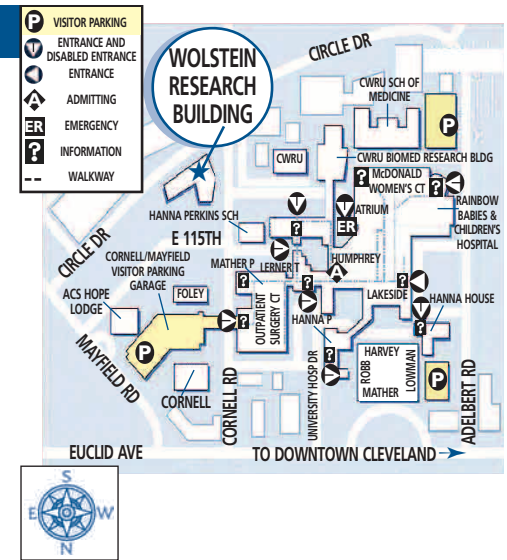 P VISITOR PARKING
ENTRANCE AND
DISABLED ENTRANCE
ENTRANCE
A ADMITTING
ER EMERGENCY
? INFORMATION
-- WALKWAY
WOLSTEIN
RESEARCH
BUILDING
CIRCLE DR
CWRU SCH OF
MEDICINE
P
CWRU
CWRU BIOMED RESEARCH BLDG
?
McDONALD
WOMEN'S CT
?
RAINBOW
BABIES &
CHILDREN'S
HOSPITAL
HANNA PERKINS SCH
ATRIUM
ER
?
E 115TH
CIRCLE DR
CORNELL/MAYFIELD
VISITOR PARKING
GARAGE
MATHER P
LERNER T
HUMPHREY
A
ACS HOPE
LODGE
FOLEY
?
OUTPATIENT
SURGERY CT
?
?
LAKESIDE
HANNA HOUSE
HANNA P
?
?
?
P
MAYFIELD RD
CORNELL
CORNELL RD
UNIVERSITY HOSP DR
HARVEY
ROBB
LOWMAN
MATHER
P
ADELBERT RD
EUCLID AVE
TO DOWNTOWN CLEVELAND
S
E
W
N